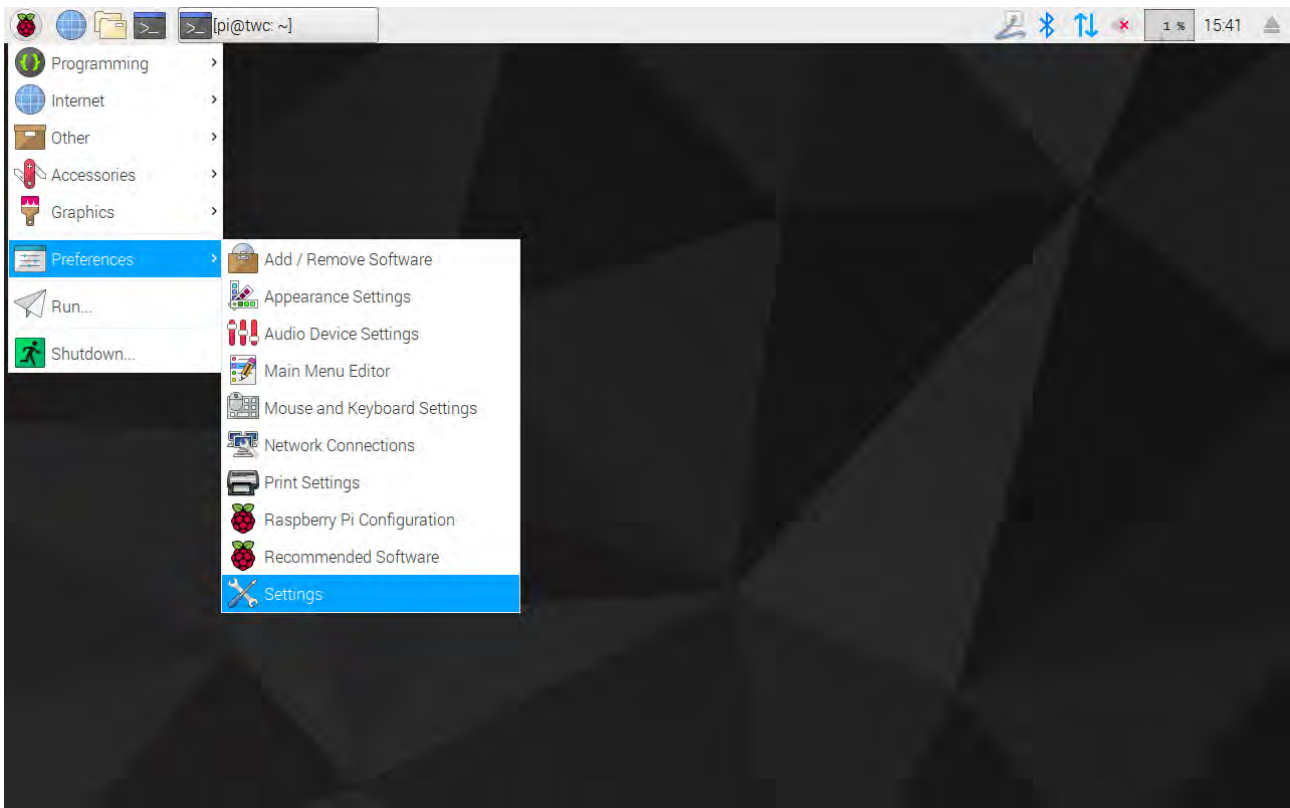 [pi@twc: ~]
1 %
15:41
Programming
Internet
Other
Accessories
Graphics
Preferences
Run...
Shutdown...
Add / Remove Software
Appearance Settings
Audio Device Settings
Main Menu Editor
Mouse and Keyboard Settings
Network Connections
Print Settings
Raspberry Pi Configuration
Recommended Software
Settings